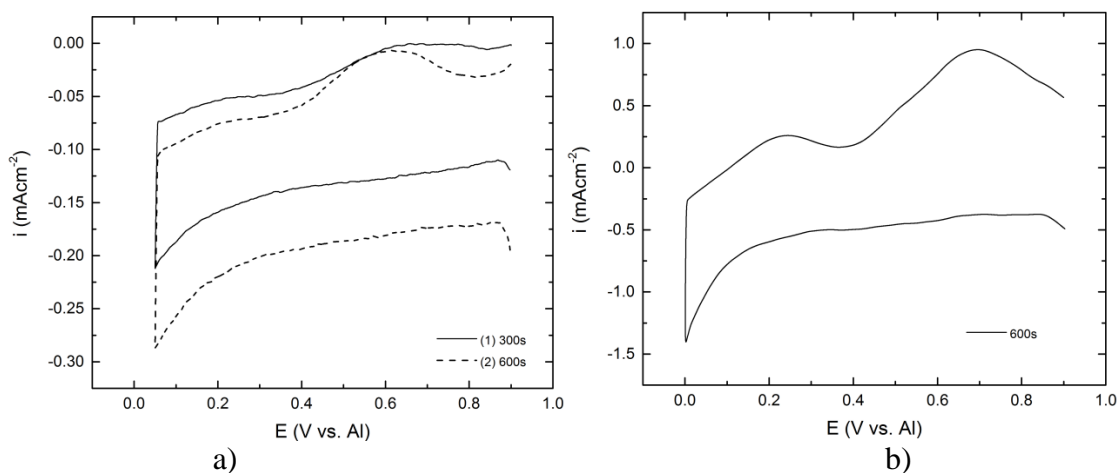 0.00
-0.05
-0.10
-0.15
-0.20
-0.25
-0.30
i (mAcm⁻²)
(1) 300s
(2) 600s
0.0 0.2 0.4 0.6 0.8 1.0
E (V vs. Al)
a)
1.0
0.5
0.0
-0.5
-1.0
-1.5
i (mAcm⁻²)
600s
0.0 0.2 0.4 0.6 0.8 1.0
E (V vs. Al)
b)